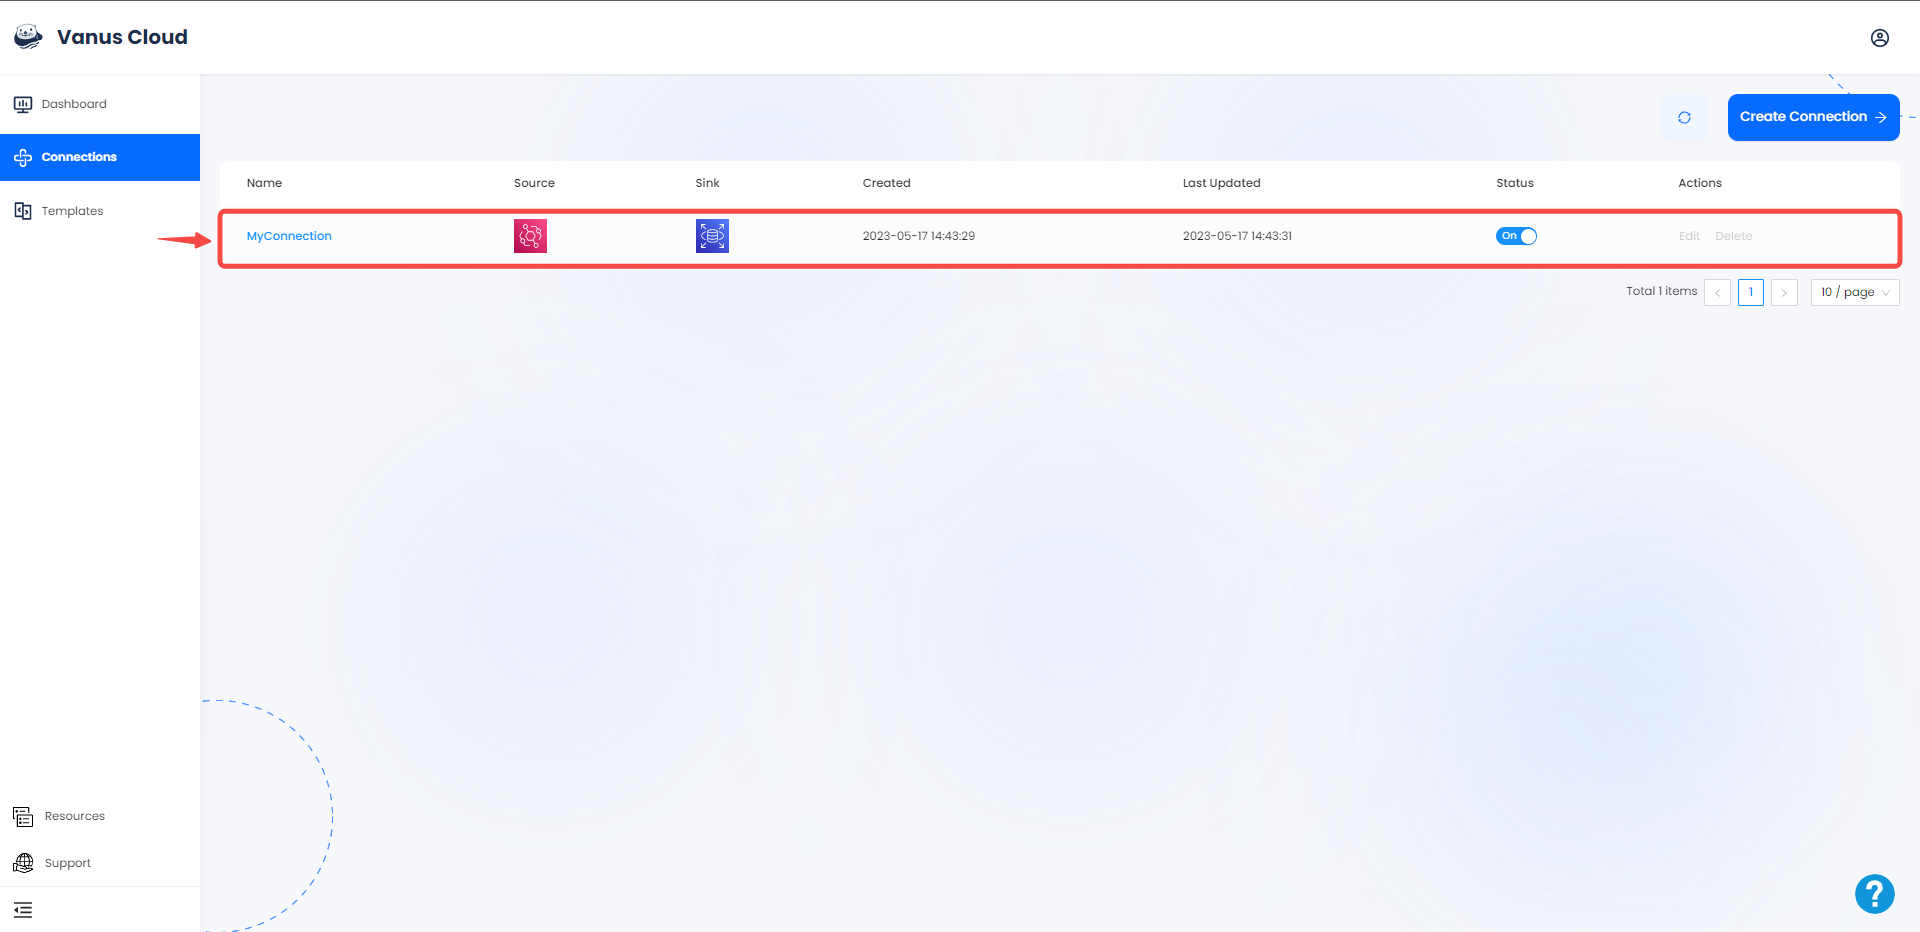 Vanus Cloud
Dashboard
Connections
Templates
Create Connection
Name Source Sink Created Last Updated Status Actions
MyConnection 2023-05-17 14:43:29 2023-05-17 14:43:31 On Edit Delete
Total 1 items < 1 > 10 / page
Resources
Support
?